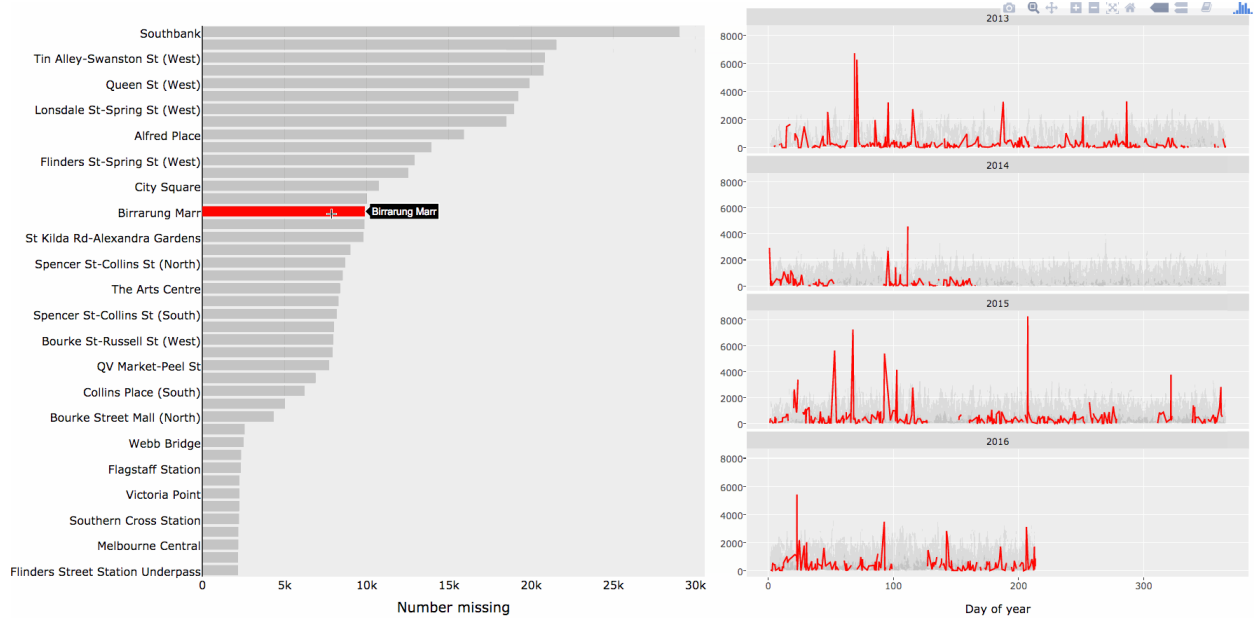 Southbank
Tin Alley-Swanston St (West)
Queen St (West)
Lonsdale St-Spring St (West)
Alfred Place
Flinders St-Spring St (West)
City Square
Birrarung Marr
Birrarung Marr
St Kilda Rd-Alexandra Gardens
Spencer St-Collins St (North)
The Arts Centre
Spencer St-Collins St (South)
Bourke St-Russell St (West)
QV Market-Peel St
Collins Place (South)
Bourke Street Mall (North)
Webb Bridge
Flagstaff Station
Victoria Point
Southern Cross Station
Melbourne Central
Flinders Street Station Underpass
0 5k 10k 15k 20k 25k 30k
Number missing
2013
8000
6000
4000
2000
0
2014
8000
6000
4000
2000
0
2015
8000
6000
4000
2000
0
2016
8000
6000
4000
2000
0
0 100 200 300
Day of year